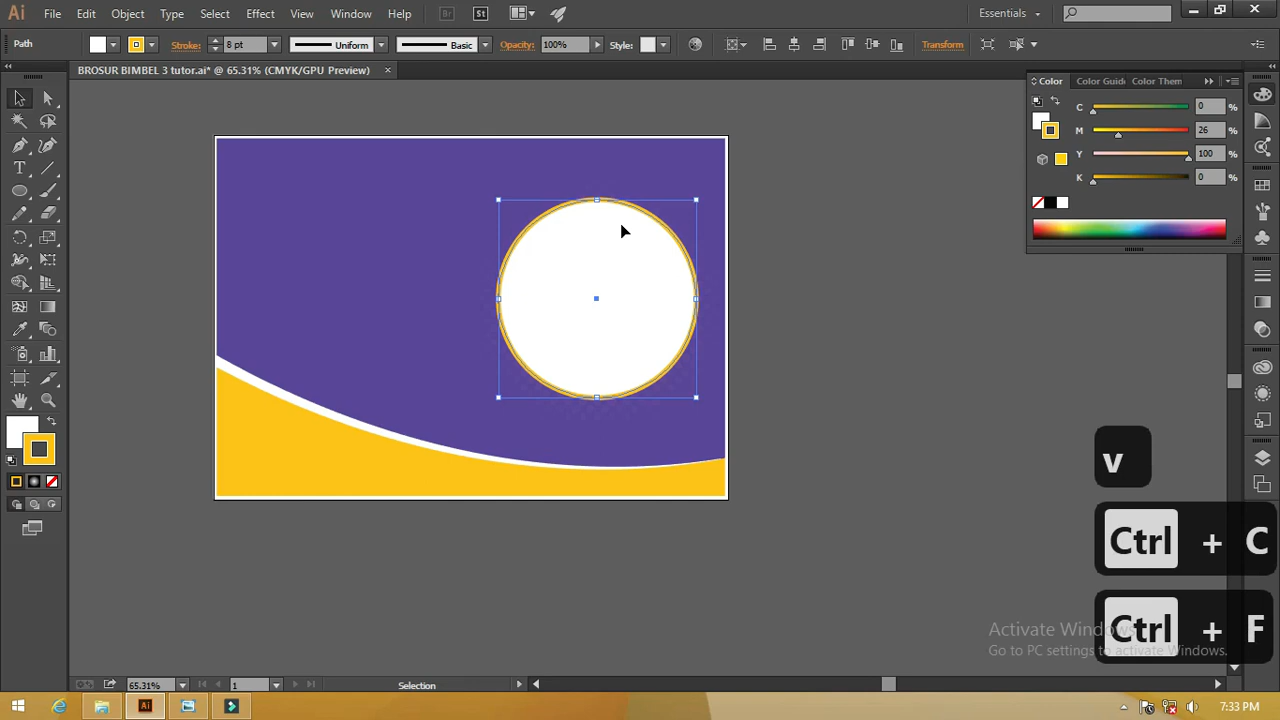 Ai File Edit Object Type Select Effect View Window Help Br St Essentials
Path Stroke: 8 pt Uniform Basic Opacity: 100% Style: Transform
BROSUR BIMBEL 3 tutor.ai* @ 65.31% (CMYK/GPU Preview) ×
Color Color Guid Color Them
C 0 %
M 26 %
Y 100 %
K 0 %
v
Ctrl + C
Ctrl + F
Activate Windows
Go to PC settings to activate Windows.
65.31% 1 Selection
Ai 7:33 PM